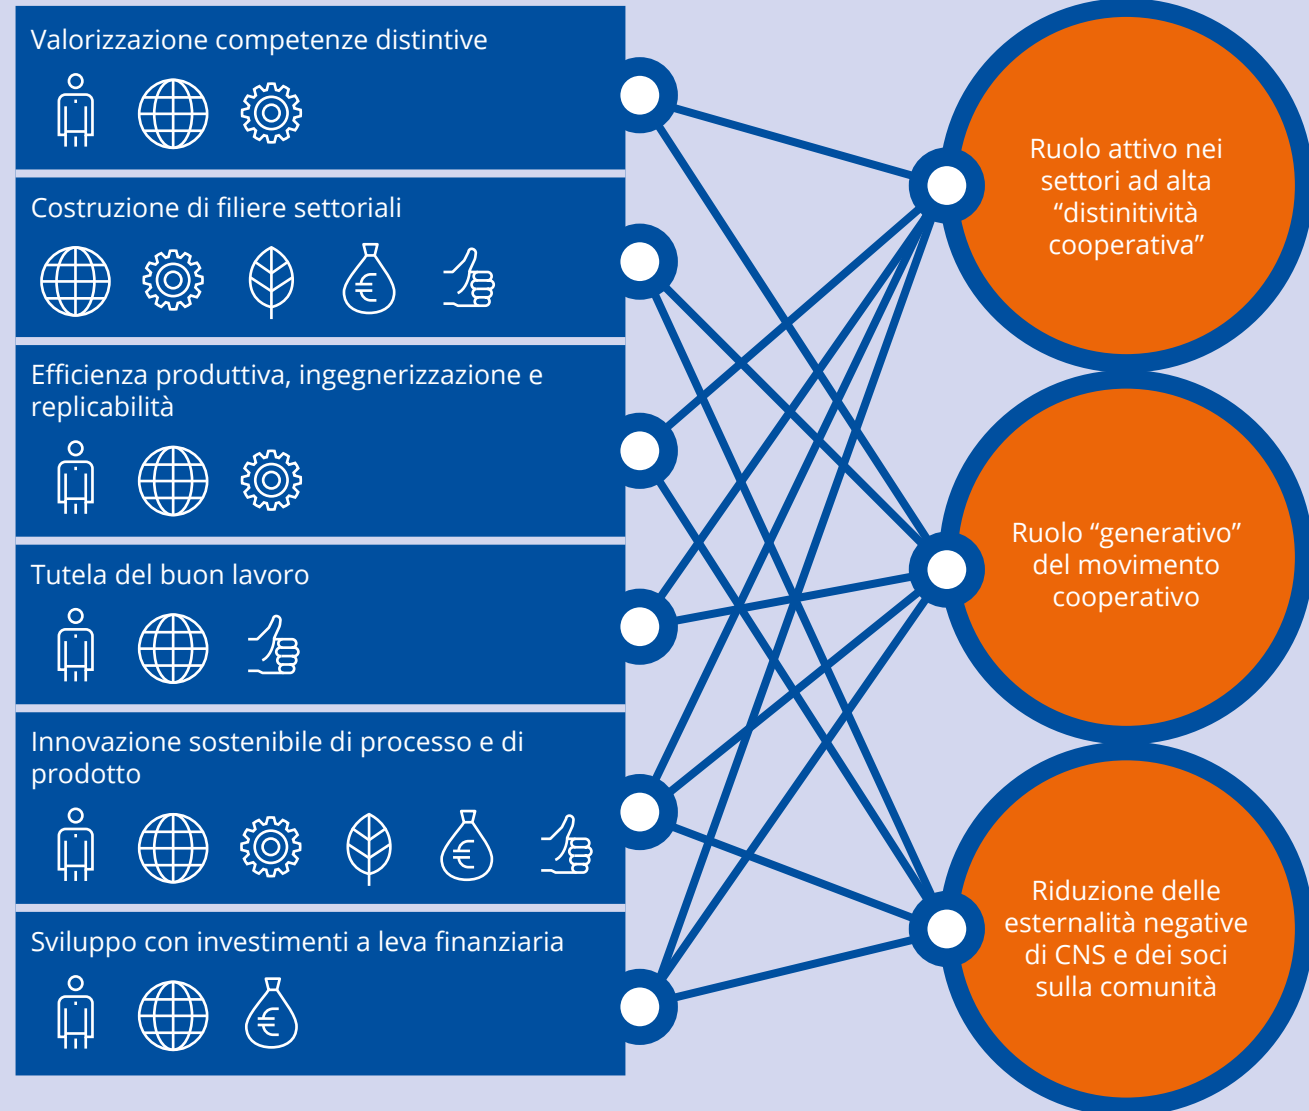 Valorizzazione competenze distintive
Costruzione di filiere settoriali
€
Efficienza produttiva, ingegnerizzazione e
replicabilità
Tutela del buon lavoro
Innovazione sostenibile di processo e di
prodotto
€
Sviluppo con investimenti a leva finanziaria
€
Ruolo attivo nei
settori ad alta
“distinitività
cooperativa”
Ruolo “generativo”
del movimento
cooperativo
Riduzione delle
esternalità negative
di CNS e dei soci
sulla comunità